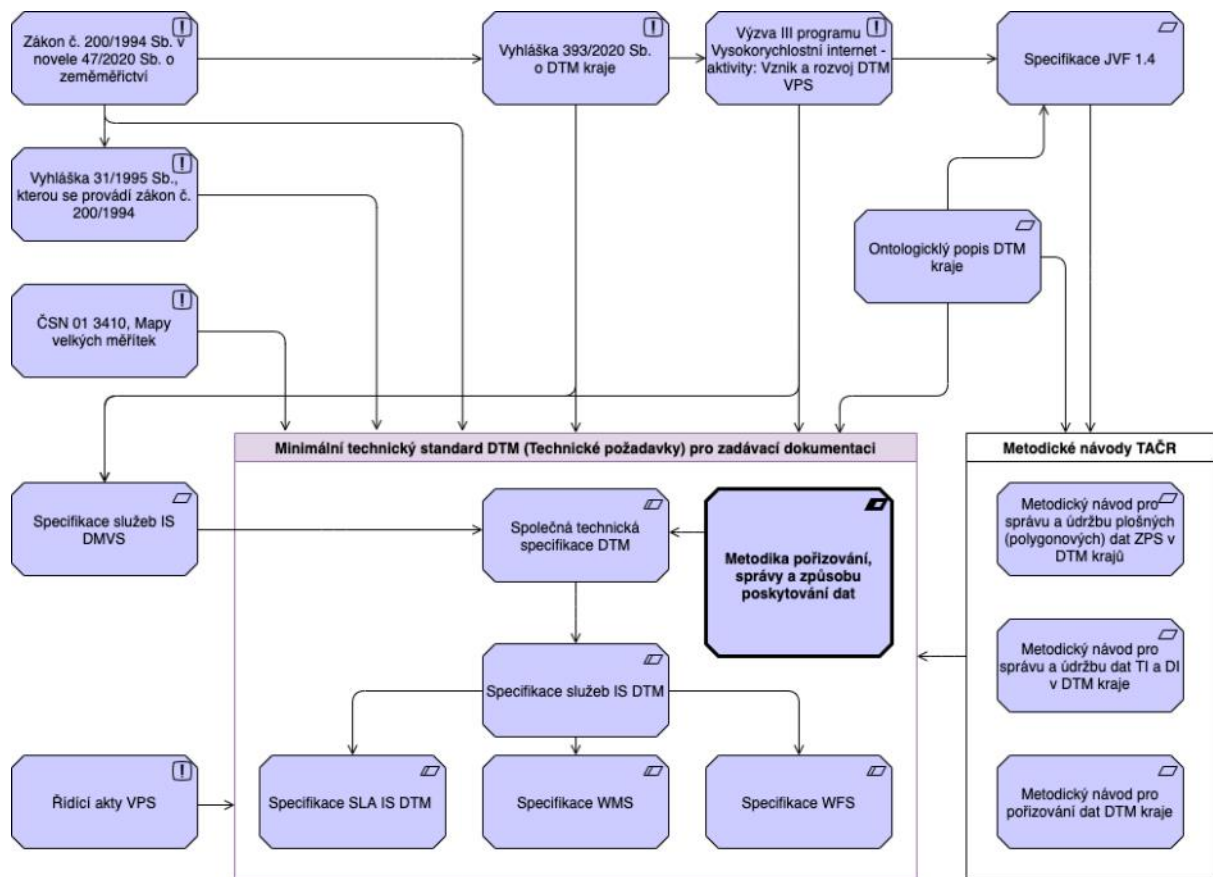 Zákon č. 200/1994 Sb. v
novele 47/2020 Sb. o
zeměměřictví
Vyhláška 393/2020 Sb.
o DTM kraje
Výzva III programu
Vysokorychlostní internet -
aktivity: Vznik a rozvoj DTM
VPS
Specifikace JVF 1.4
Vyhláška 31/1995 Sb.,
kterou se provádí zákon č.
200/1994
Ontologicklý popis DTM
kraje
ČSN 01 3410, Mapy
velkých měřítek
Minimální technický standard DTM (Technické požadavky) pro zadávací dokumentaci
Metodické návody TAČR
Specifikace služeb IS
DMVS
Společná technická
specifikace DTM
Metodika pořizování,
správy a způsobu
poskytování dat
Metodický návod pro
správu a údržbu plošných
(polygonových) dat ZPS v
DTM krajů
Specifikace služeb IS DTM
Metodický návod pro
správu a údržbu dat TI a DI
v DTM kraje
Řídící akty VPS
Specifikace SLA IS DTM
Specifikace WMS
Specifikace WFS
Metodický návod pro
pořizování dat DTM kraje